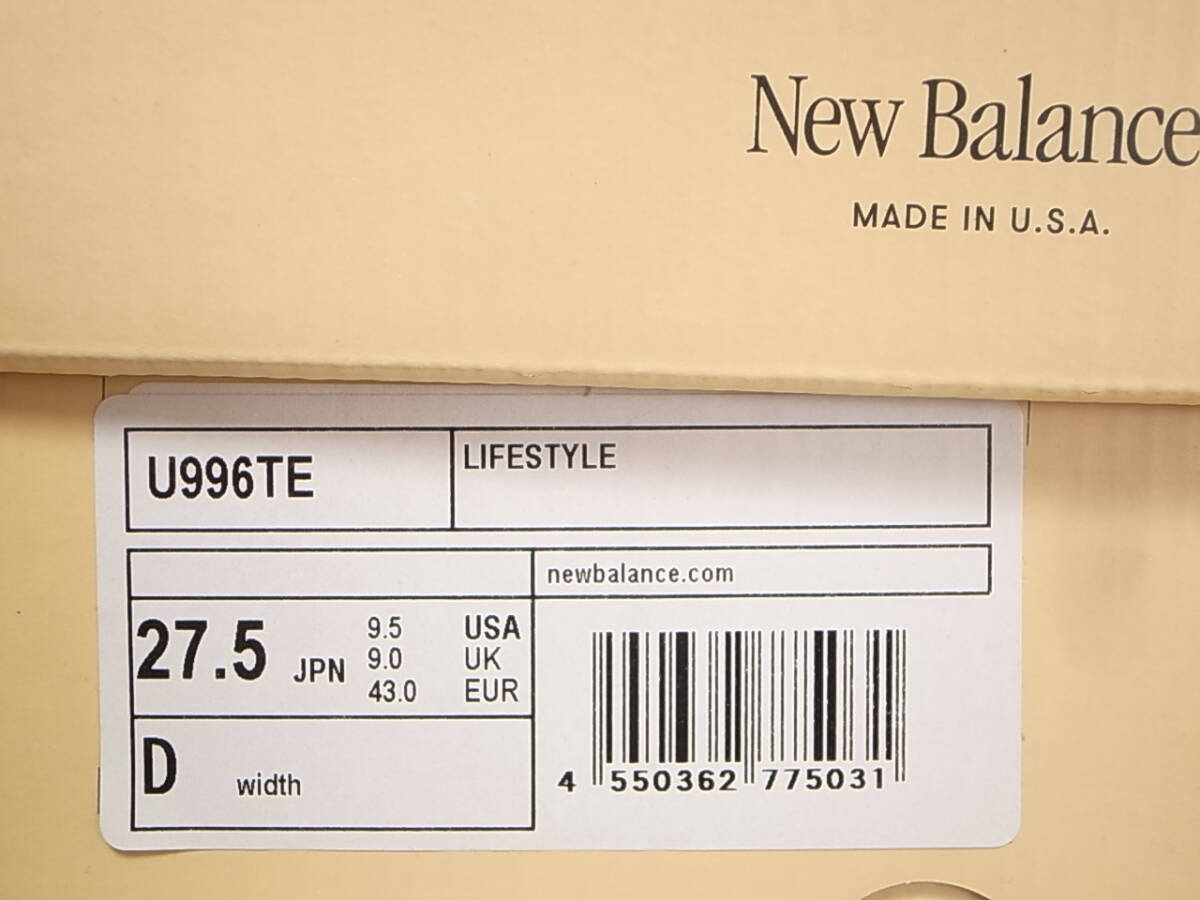 New Balance
MADE IN U.S.A.
U996TE
LIFESTYLE
newbalance.com
27.5 JPN
9.5 USA
9.0 UK
43.0 EUR
D width
4 550362 775031